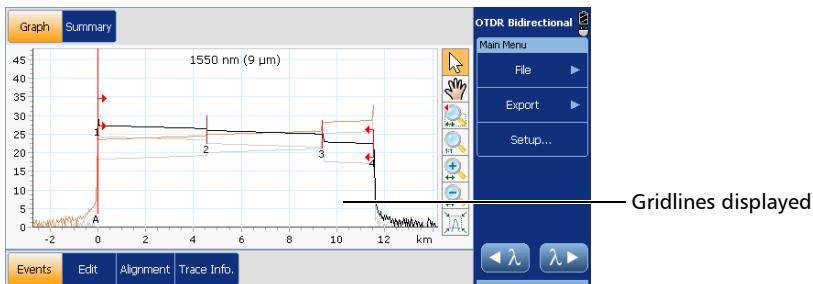 Graph Summary
OTDR Bidirectional
Main Menu
File
Export
Setup...
1550 nm (9 µm)
45
40
35
30
25
20
15
10
5
0
1
2
3
4
A
-2 0 2 4 6 8 10 12 km
1:1
Gridlines displayed
λ λ
Events Edit Alignment Trace Info.